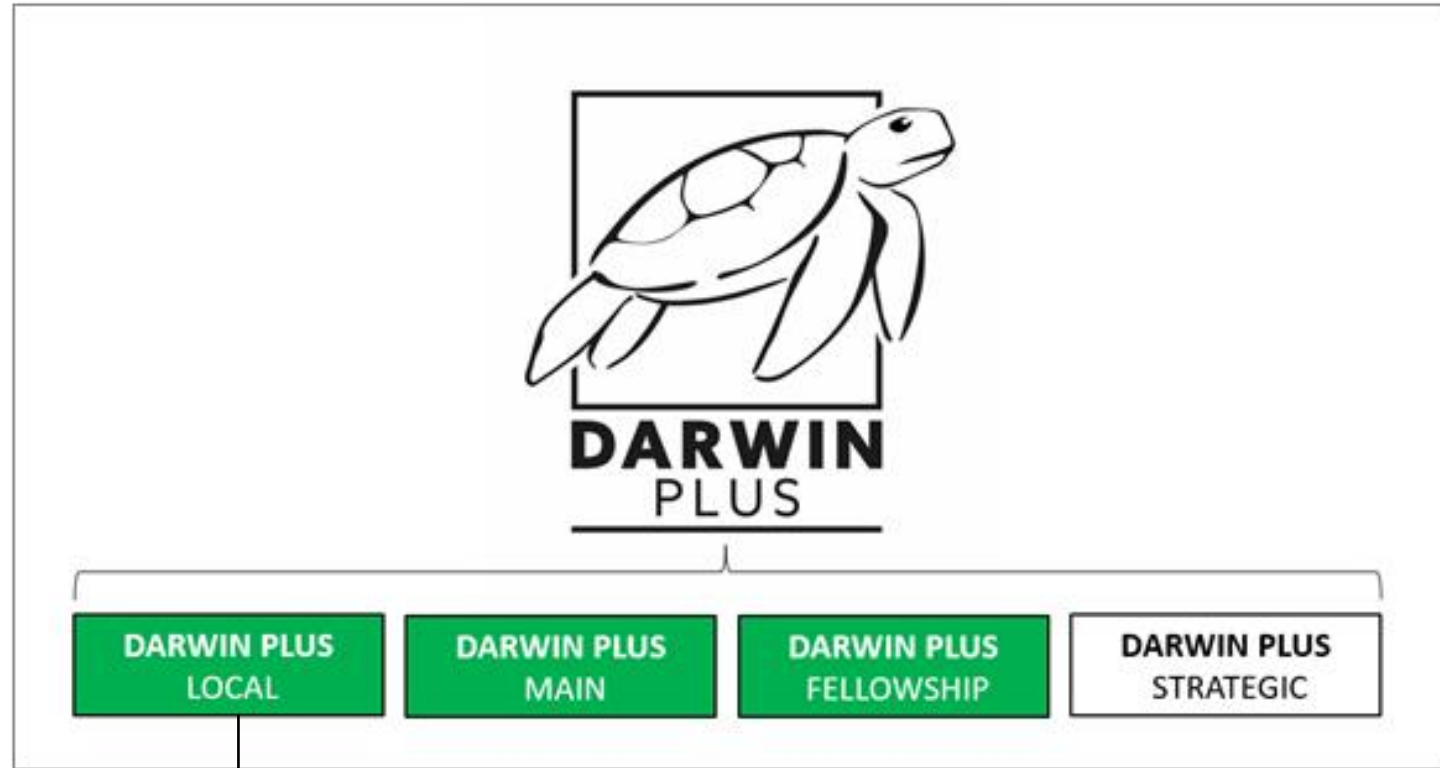 DARWIN
PLUS
DARWIN PLUS
LOCAL
DARWIN PLUS
MAIN
DARWIN PLUS
FELLOWSHIP
DARWIN PLUS
STRATEGIC